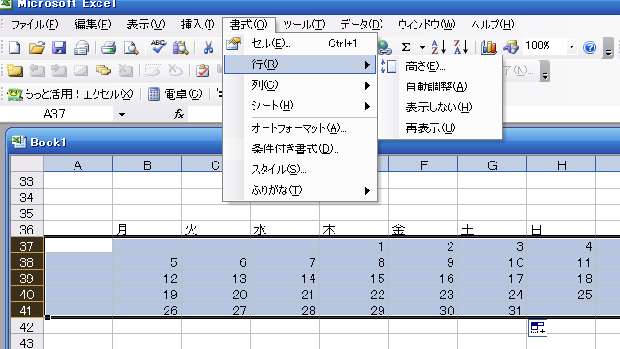 Microsoft Excel
ファイル(F) 編集(E) 表示(V) 挿入(I) 書式(O) ツール(T) データ(D) ウィンドウ(W) ヘルプ(H)
セル(E)... Ctrl+1
100%
行(R)
高さ(E)...
列(C)
自動調整(A)
もっと活用!エクセル(X) 電卓(C)
シート(H)
表示しない(H)
A37 fx
オートフォーマット(A)...
再表示(U)
条件付き書式(D)...
Book1
スタイル(S)...
A B C F G H
ふりがな(T)
33
34
35
36 月 火 水 木 金 土 日
37 1 2 3 4
38 5 6 7 8 9 10 11
39 12 13 14 15 16 17 18
40 19 20 21 22 23 24 25
41 26 27 28 29 30 31
42
43